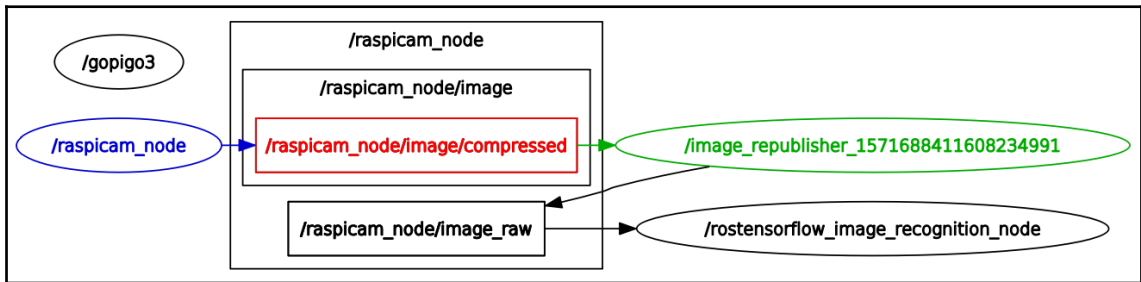 /raspicam_node
/gopigo3
/raspicam_node/image
/raspicam_node
/raspicam_node/image/compressed
/image_republisher_1571688411608234991
/raspicam_node/image_raw
/rostensorflow_image_recognition_node